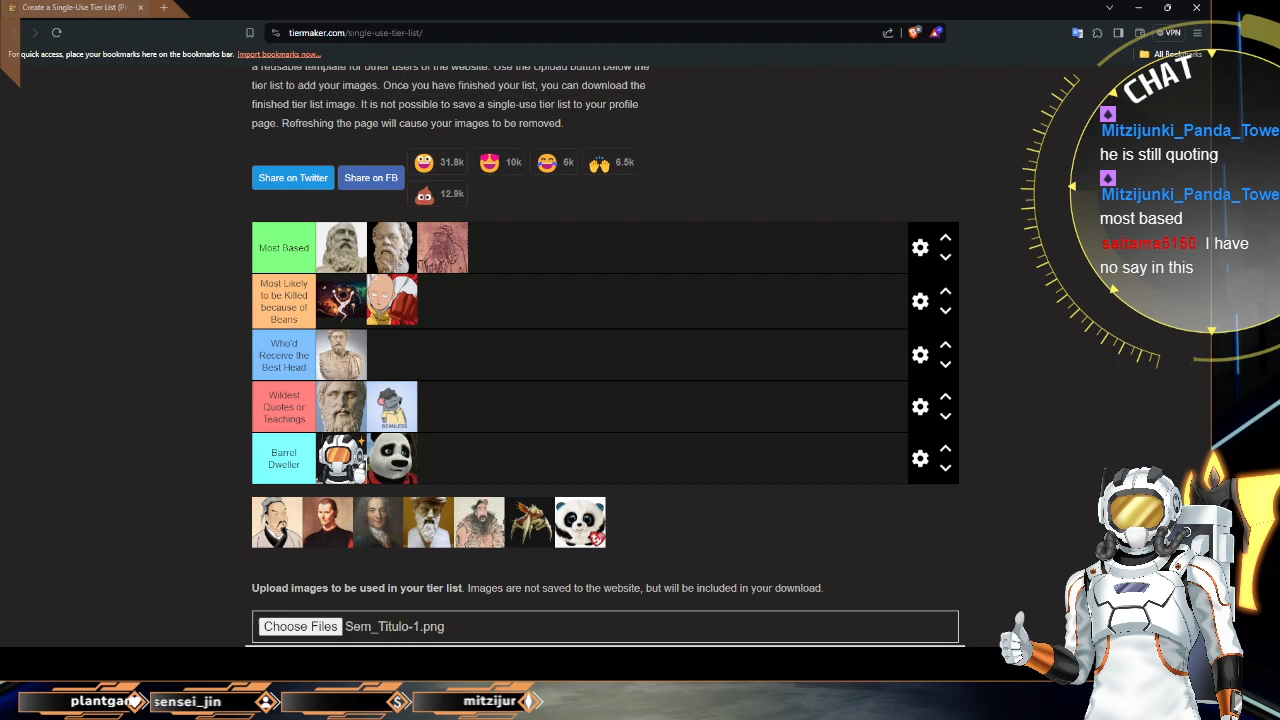 Create a Single-Use Tier List (Pr
tiermaker.com/single-use-tier-list/
VPN
For quick access, place your bookmarks here on the bookmarks bar. Import bookmarks now...
All Bookmarks
a reusable template for other users of the website. Use the Upload button below the
tier list to add your images. Once you have finished your list, you can download the
finished tier list image. It is not possible to save a single-use tier list to your profile
page. Refreshing the page will cause your images to be removed.
Share on Twitter
Share on FB
31.8k
10k
6k
6.5k
12.9k
Most Based
Most Likely
to be Killed
because of
Beans
Who'd
Receive the
Best Head
Wildest
Quotes or
Teachings
BEANLESS
Barrel
Dweller
Upload images to be used in your tier list. Images are not saved to the website, but will be included in your download.
Choose Files Sem_Titulo-1.png
CHAT
Mitzijunki_Panda_Towe
he is still quoting
Mitzijunki_Panda_Towe
most based
saitama5150 I have
no say in this
plantgar
sensei_jin
mitzijur